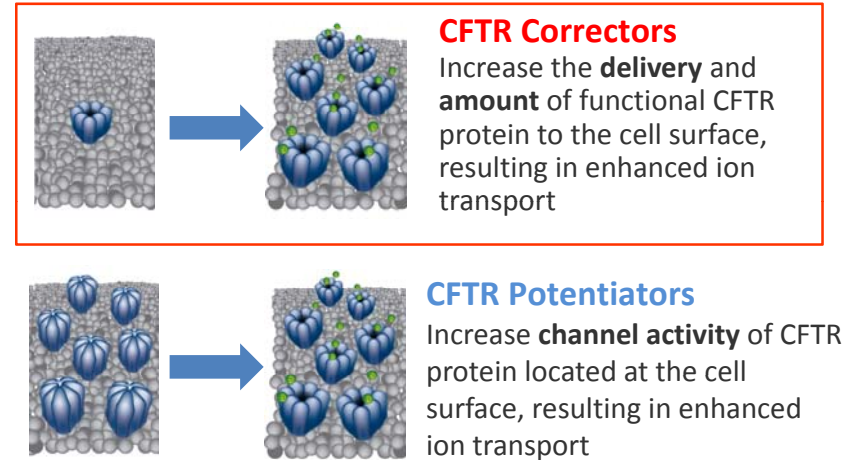 CFTR Correctors
Increase the delivery and
amount of functional CFTR
protein to the cell surface,
resulting in enhanced ion
transport
CFTR Potentiators
Increase channel activity of CFTR
protein located at the cell
surface, resulting in enhanced
ion transport